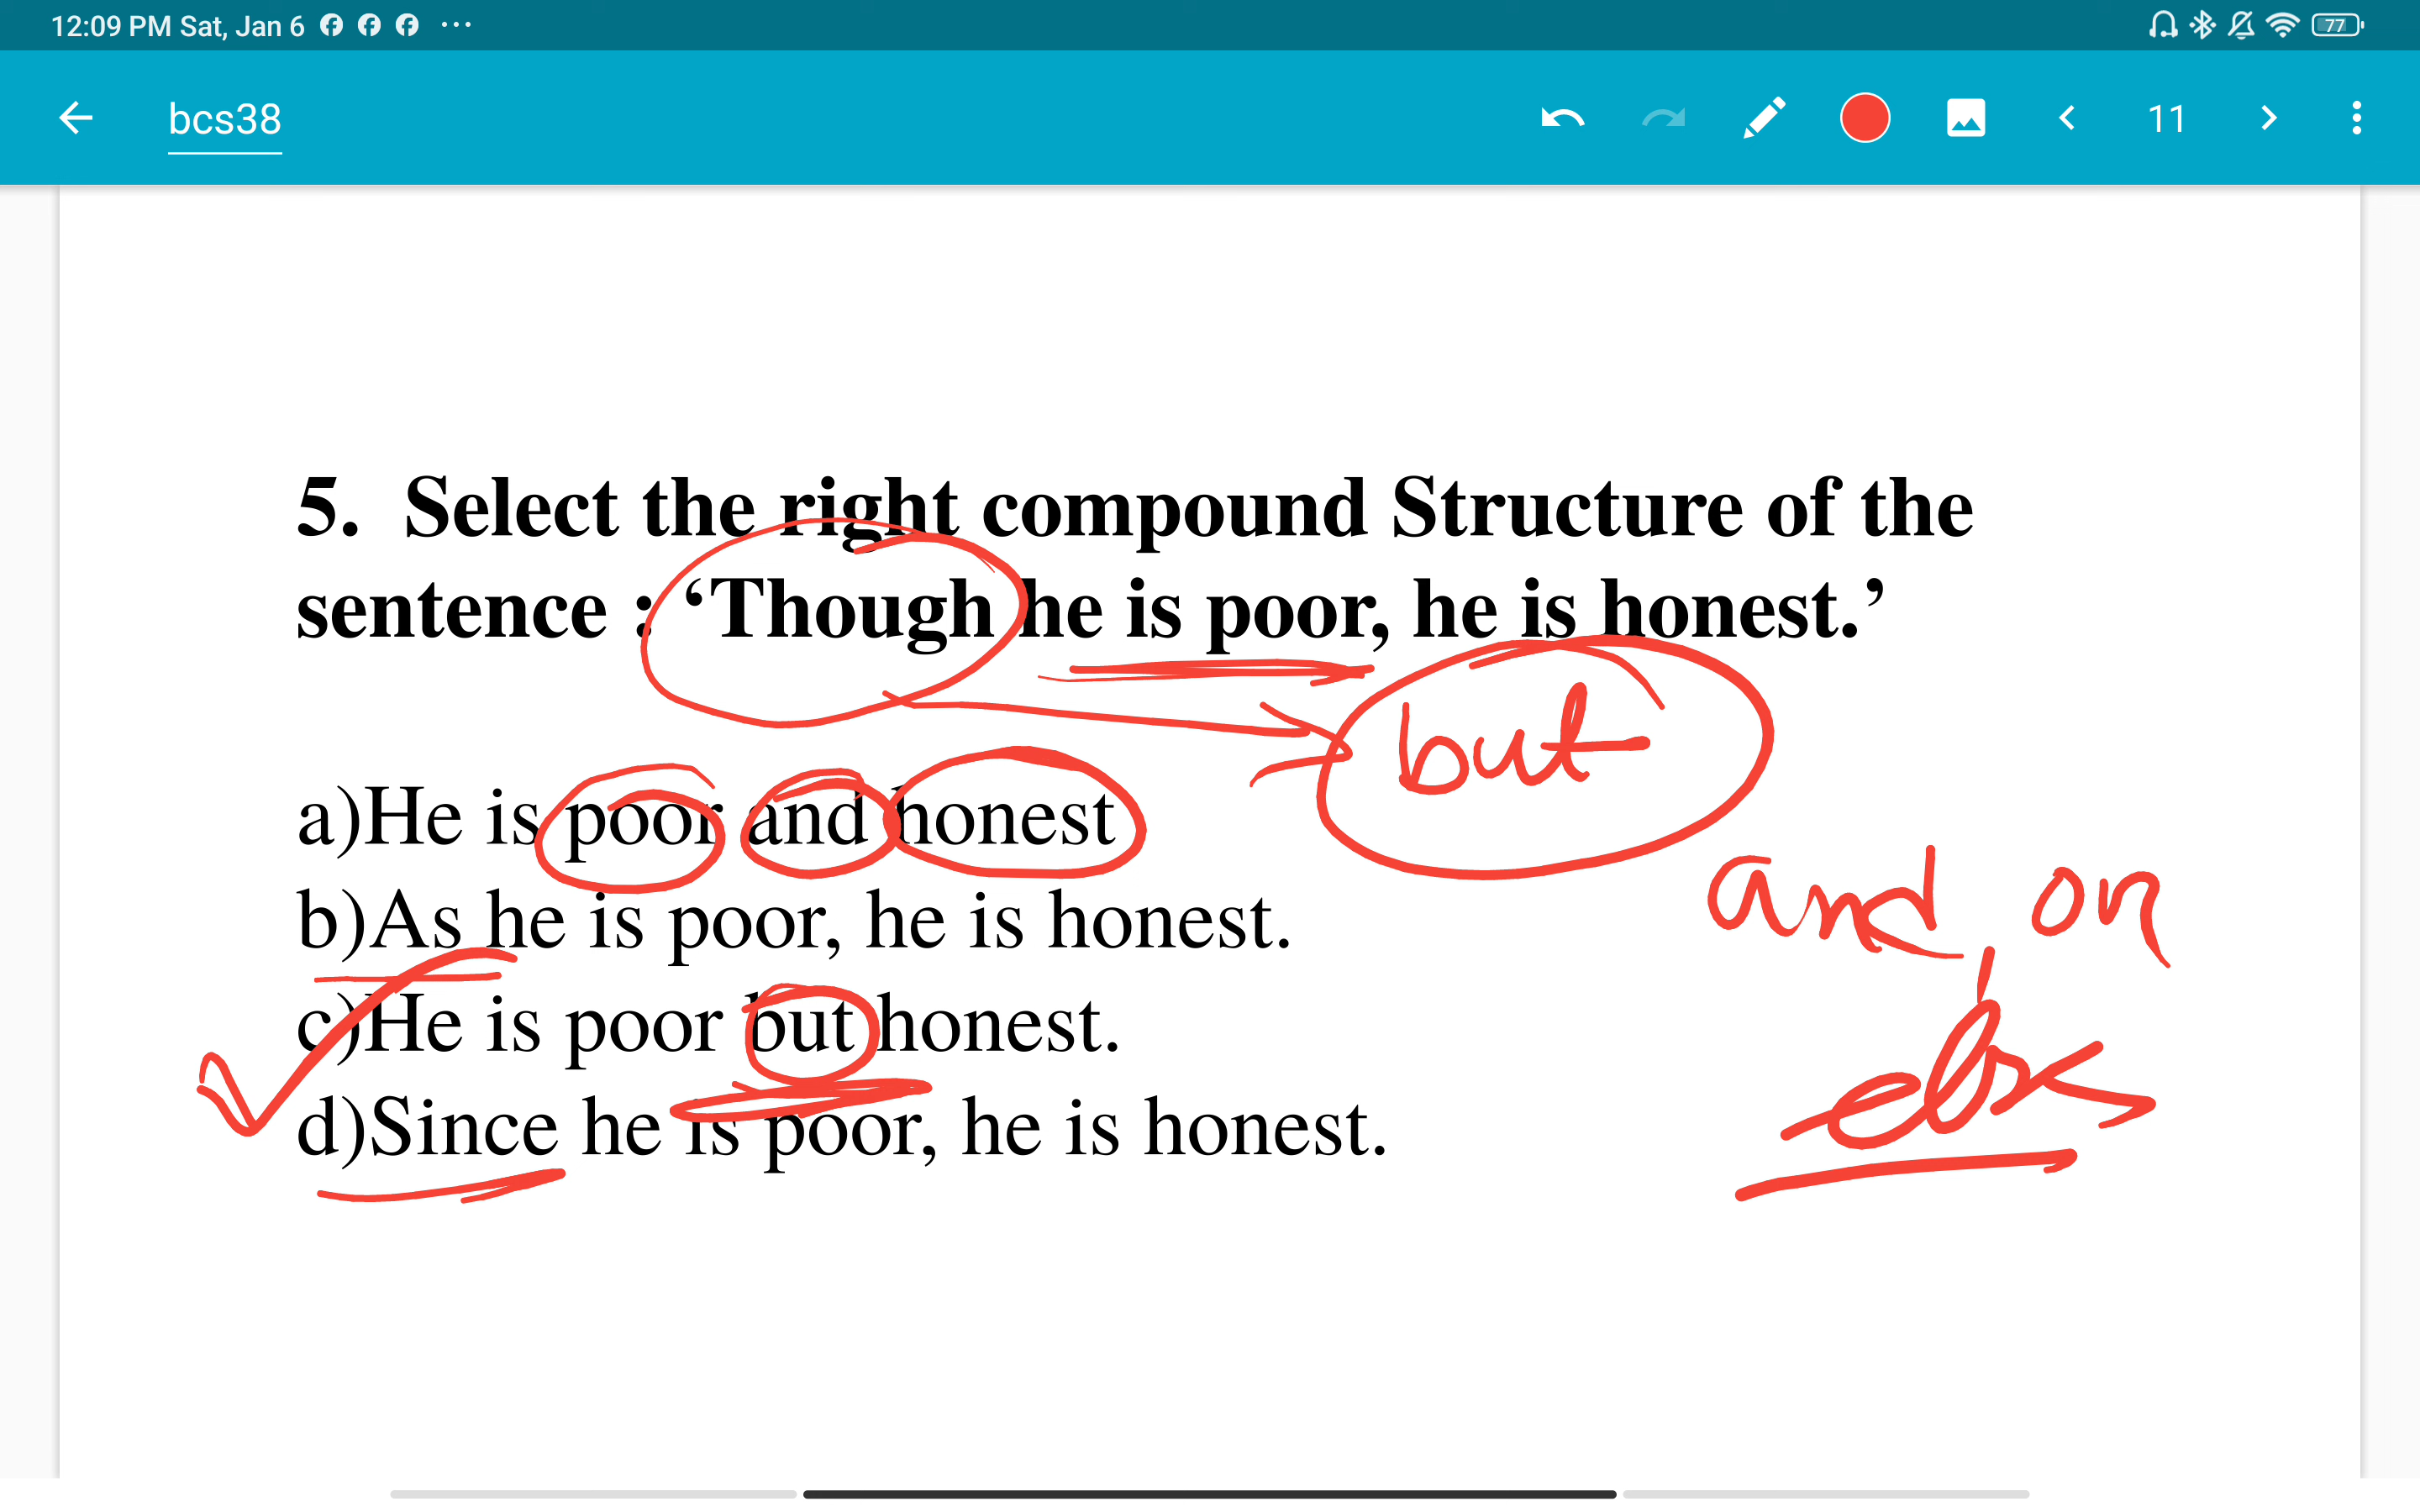 12:09 PM Sat, Jan 6
77
bcs38
11
5. Select the right compound Structure of the
sentence : ‘Though he is poor, he is honest.’
but
a)He is poor and honest
and, or
b)As he is poor, he is honest.
c)He is poor but honest.
d)Since he is poor, he is honest.